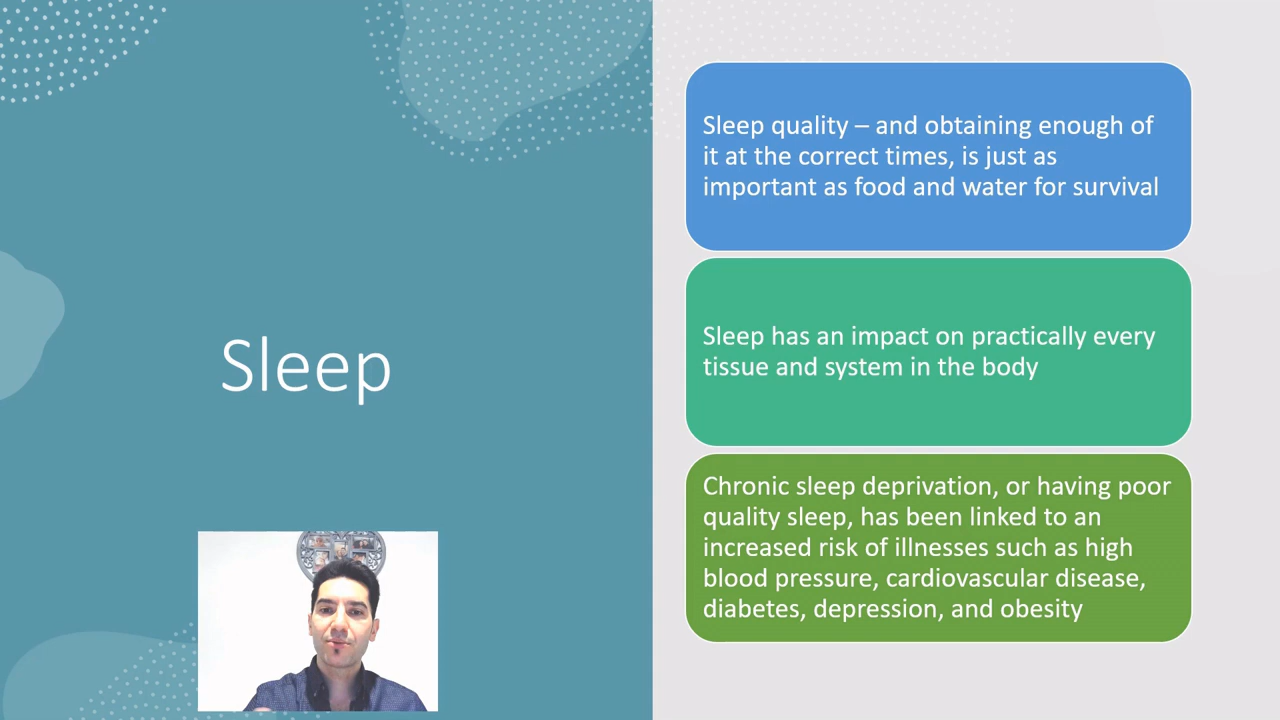 Sleep
Sleep quality – and obtaining enough of
it at the correct times, is just as
important as food and water for survival
Sleep has an impact on practically every
tissue and system in the body
Chronic sleep deprivation, or having poor
quality sleep, has been linked to an
increased risk of illnesses such as high
blood pressure, cardiovascular disease,
diabetes, depression, and obesity